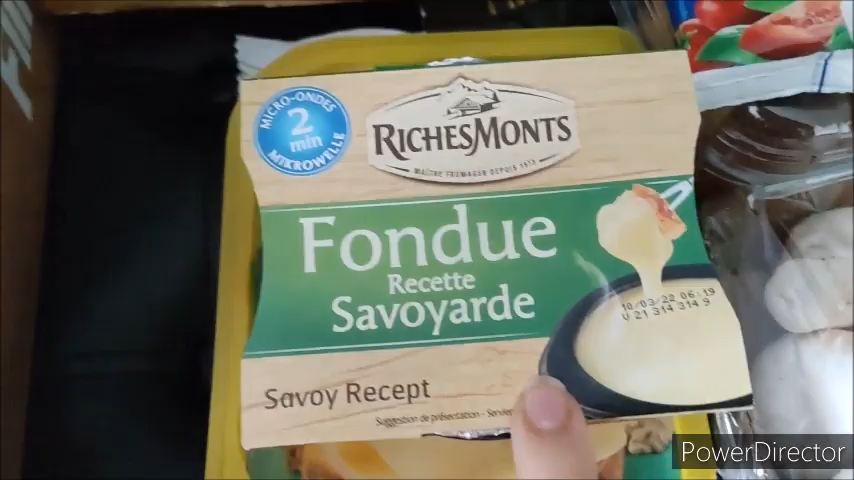 MICRO-ONDES
2
min
MIKROWELLE
RICHESMONTS
MAÎTRE FROMAGER DEPUIS
Fondue
Recette
Savoyarde
10/03/22 06:19
U 21 314 314 9
Savoy Recept
Suggestion de présentation -
PowerDirector